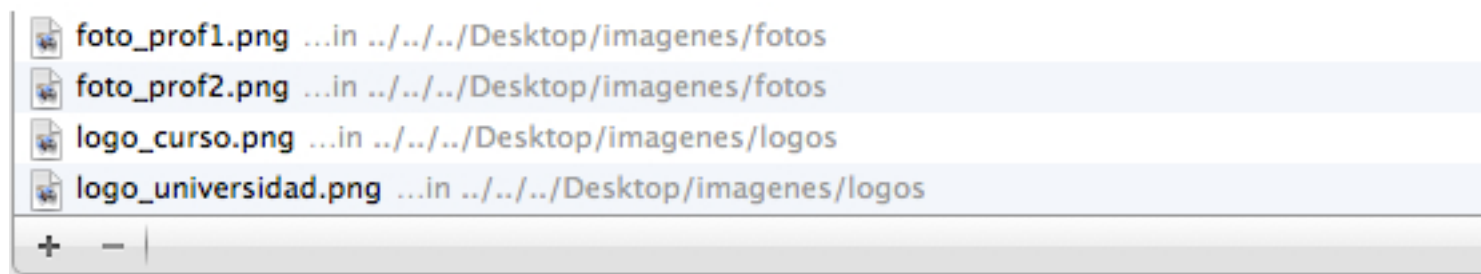 foto_prof1.png ...in ../../../Desktop/imagenes/fotos
foto_prof2.png ...in ../../../Desktop/imagenes/fotos
logo_curso.png ...in ../../../Desktop/imagenes/logos
logo_universidad.png ...in ../../../Desktop/imagenes/logos